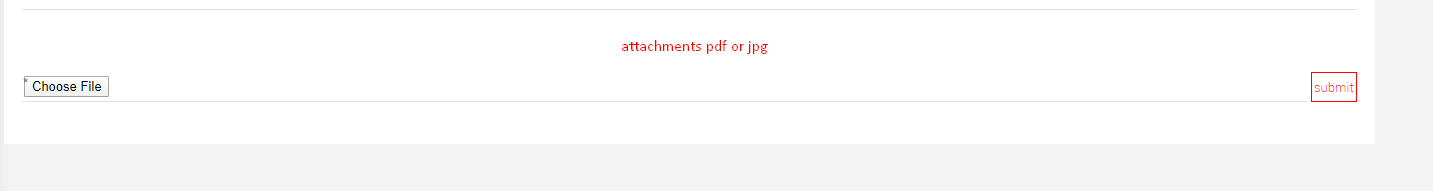 attachments pdf or jpg
* Choose File
submit